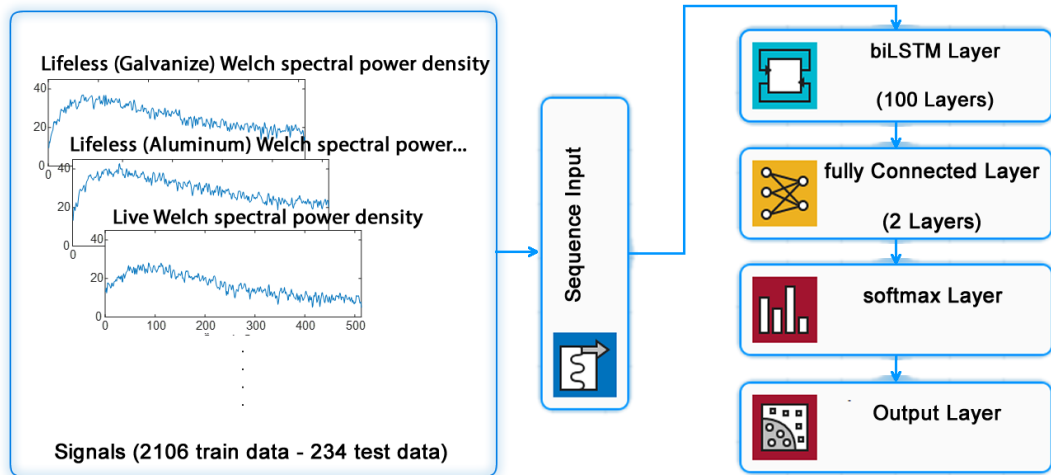 Lifeless (Galvanize) Welch spectral power density
40
20
0
0
Lifeless (Aluminum) Welch spectral power...
40
20
0
0
Live Welch spectral power density
40
20
0
0
100
200
300
400
500
Signals (2106 train data - 234 test data)
Sequence Input
biLSTM Layer
(100 Layers)
fully Connected Layer
(2 Layers)
softmax Layer
Output Layer